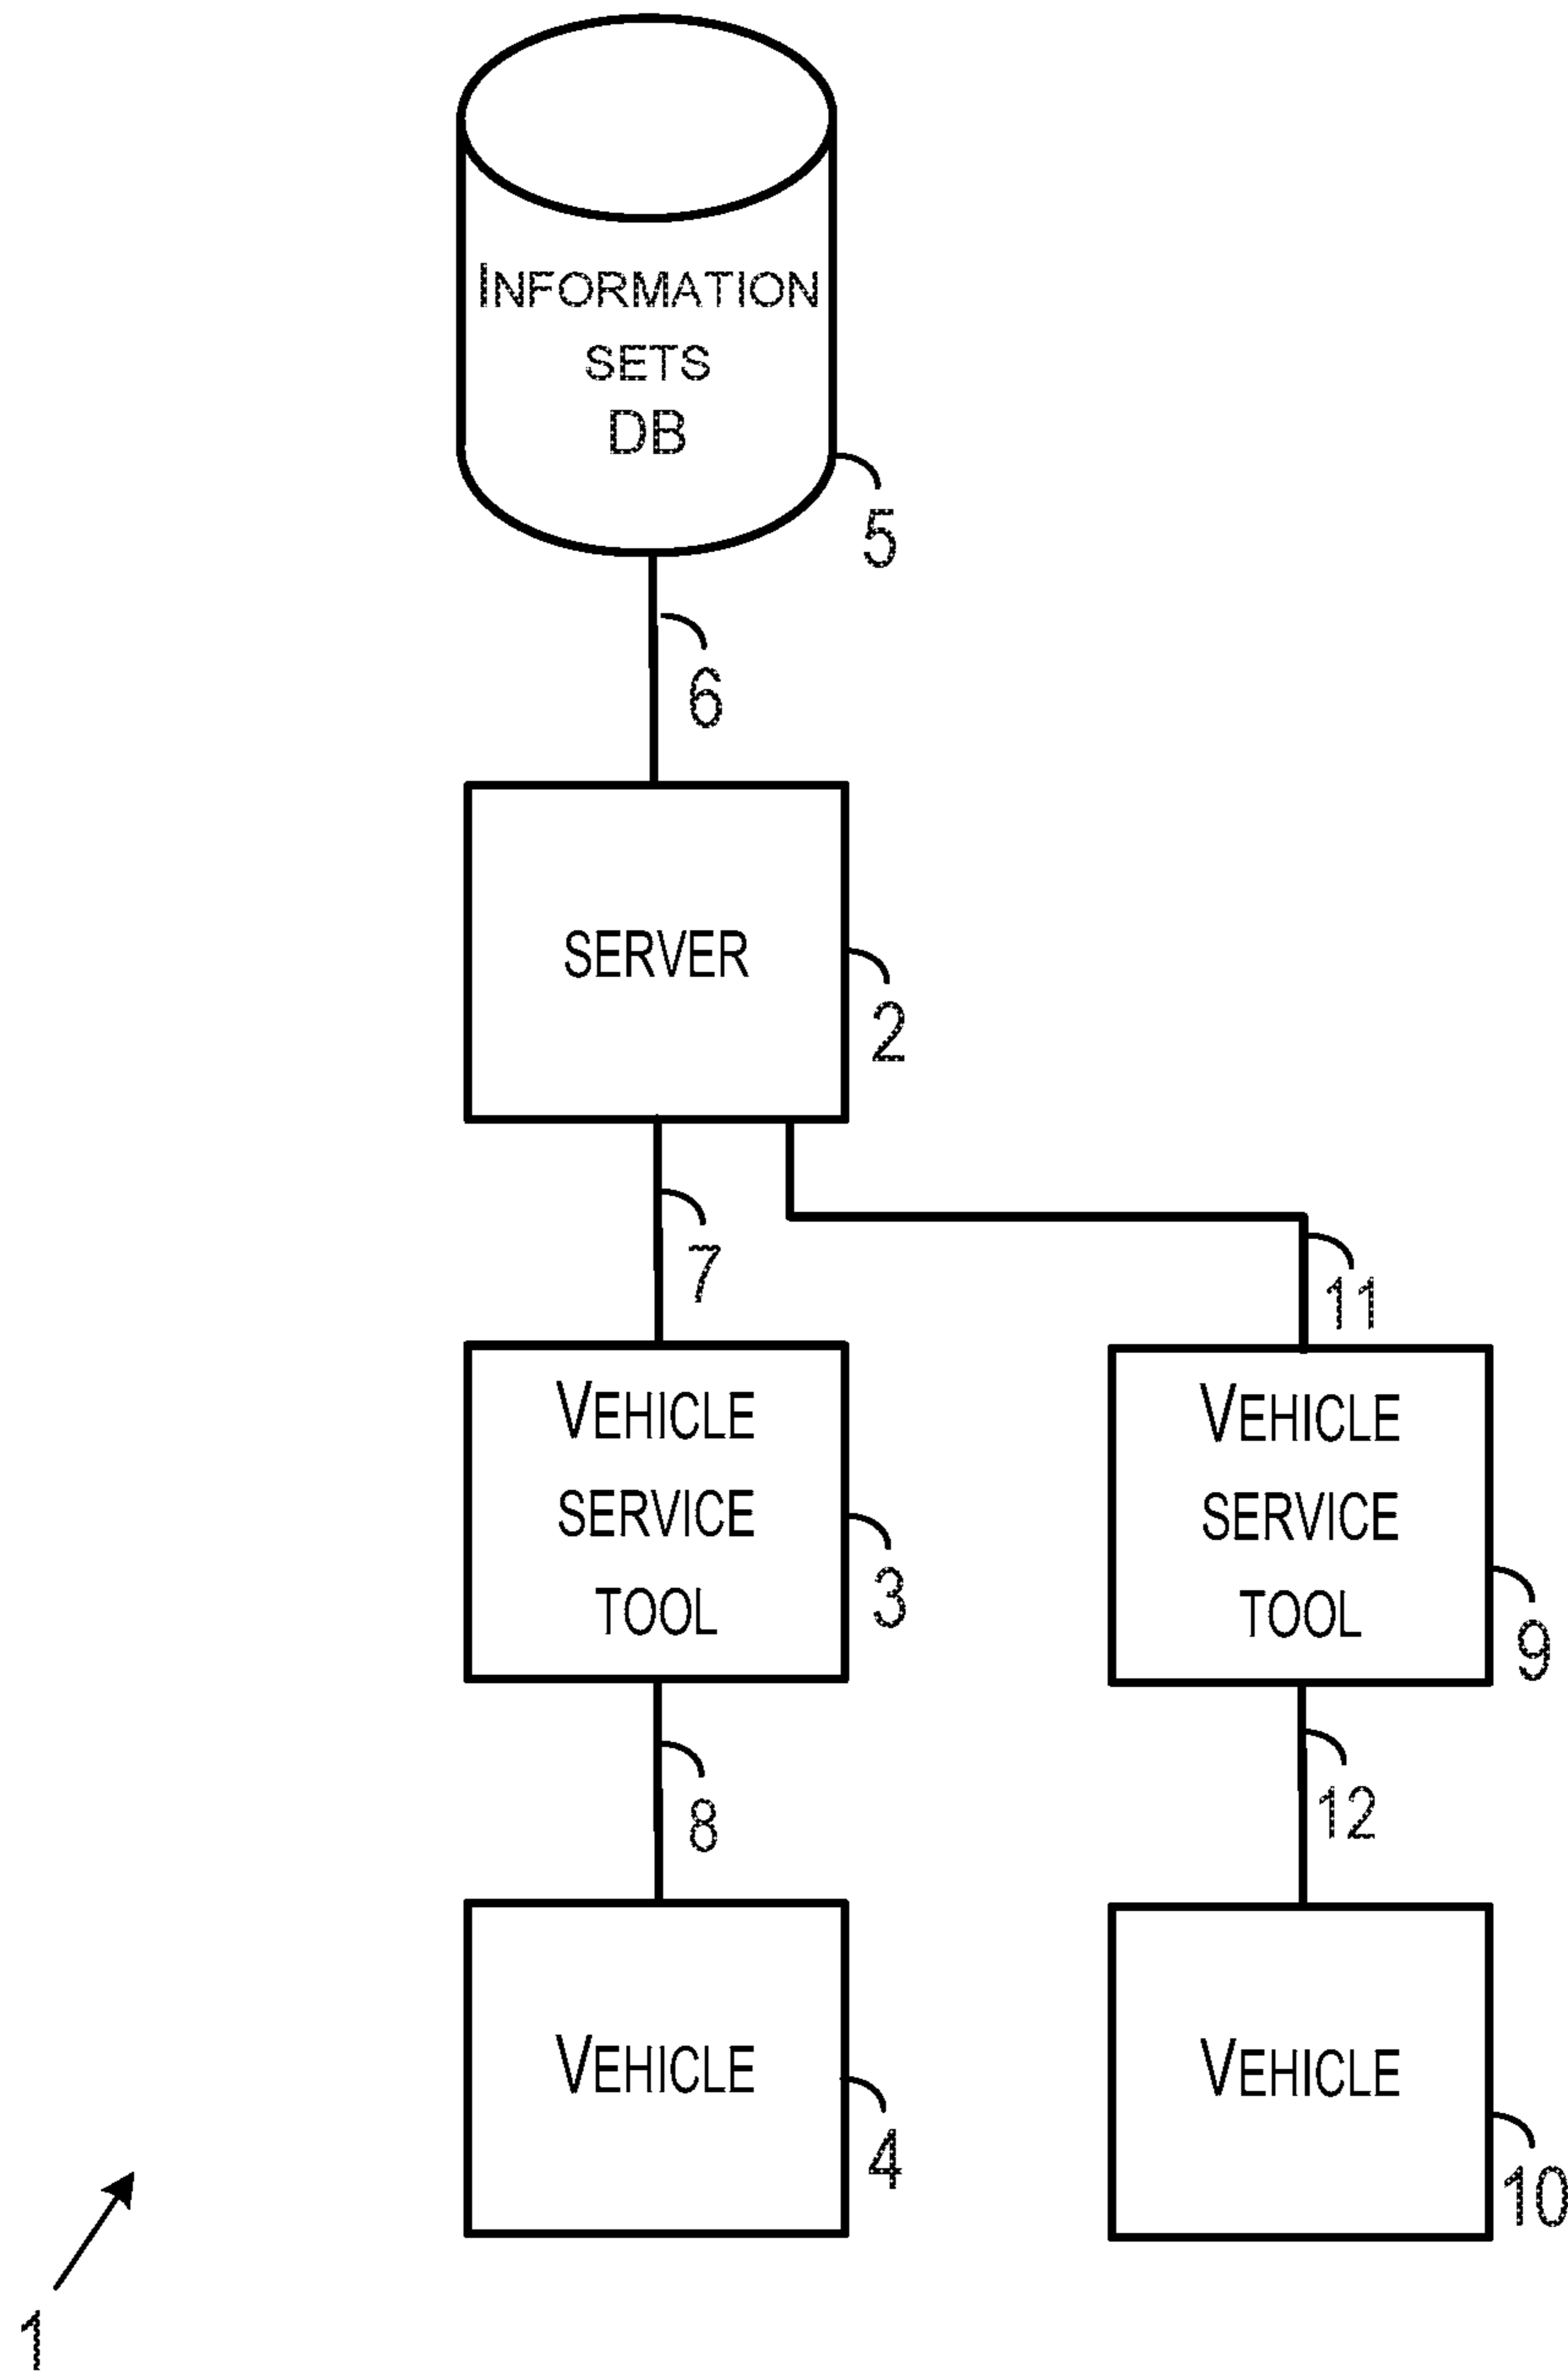 INFORMATION
SETS
DB
5
6
SERVER
2
7
11
VEHICLE
SERVICE
TOOL
3
VEHICLE
SERVICE
TOOL
9
8
12
VEHICLE
4
VEHICLE
10
1